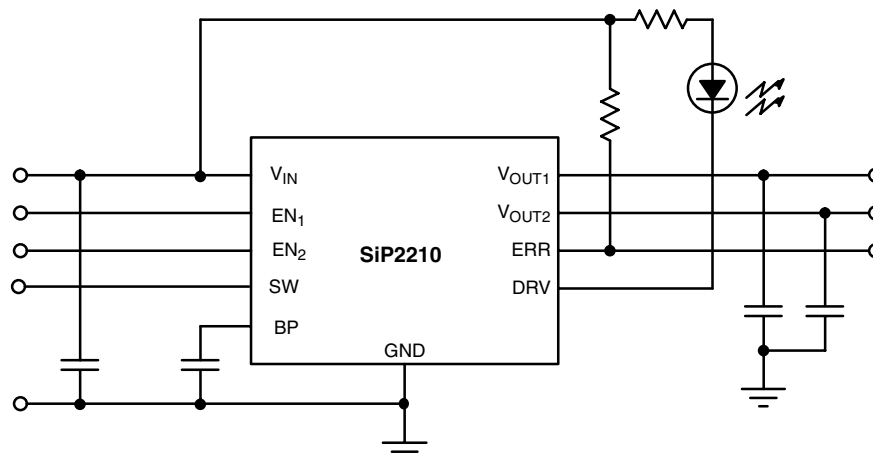 V_IN
EN_1
EN_2
SW
BP
SiP2210
GND
V_OUT1
V_OUT2
ERR
DRV